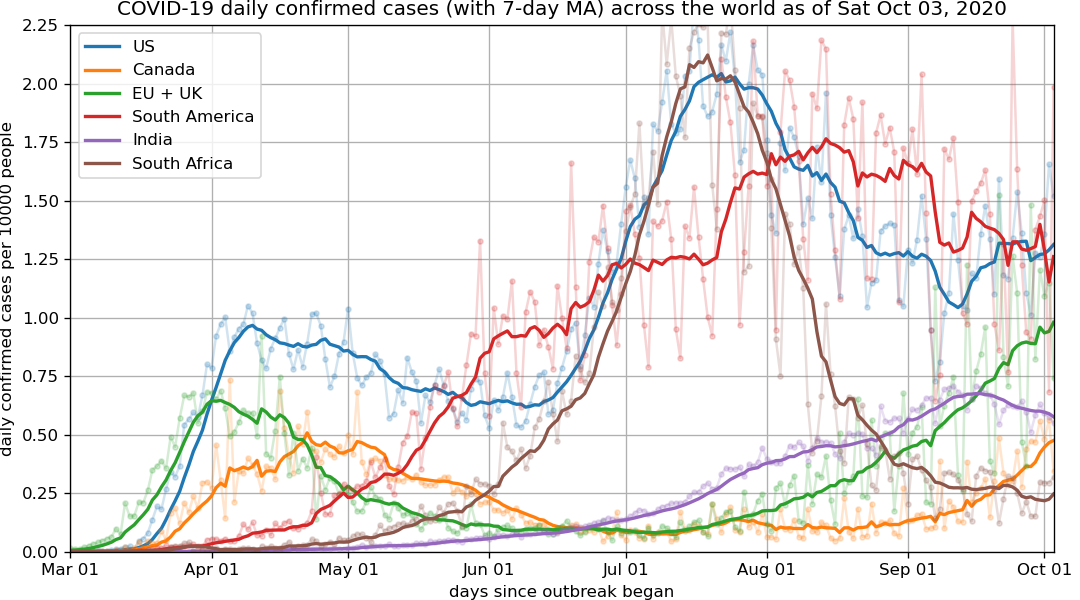 COVID-19 daily confirmed cases (with 7-day MA) across the world as of Sat Oct 03, 2020
daily confirmed cases per 10000 people
2.25
2.00
1.75
1.50
1.25
1.00
0.75
0.50
0.25
0.00
US
Canada
EU + UK
South America
India
South Africa
Mar 01 Apr 01 May 01 Jun 01 Jul 01 Aug 01 Sep 01 Oct 01
days since outbreak began